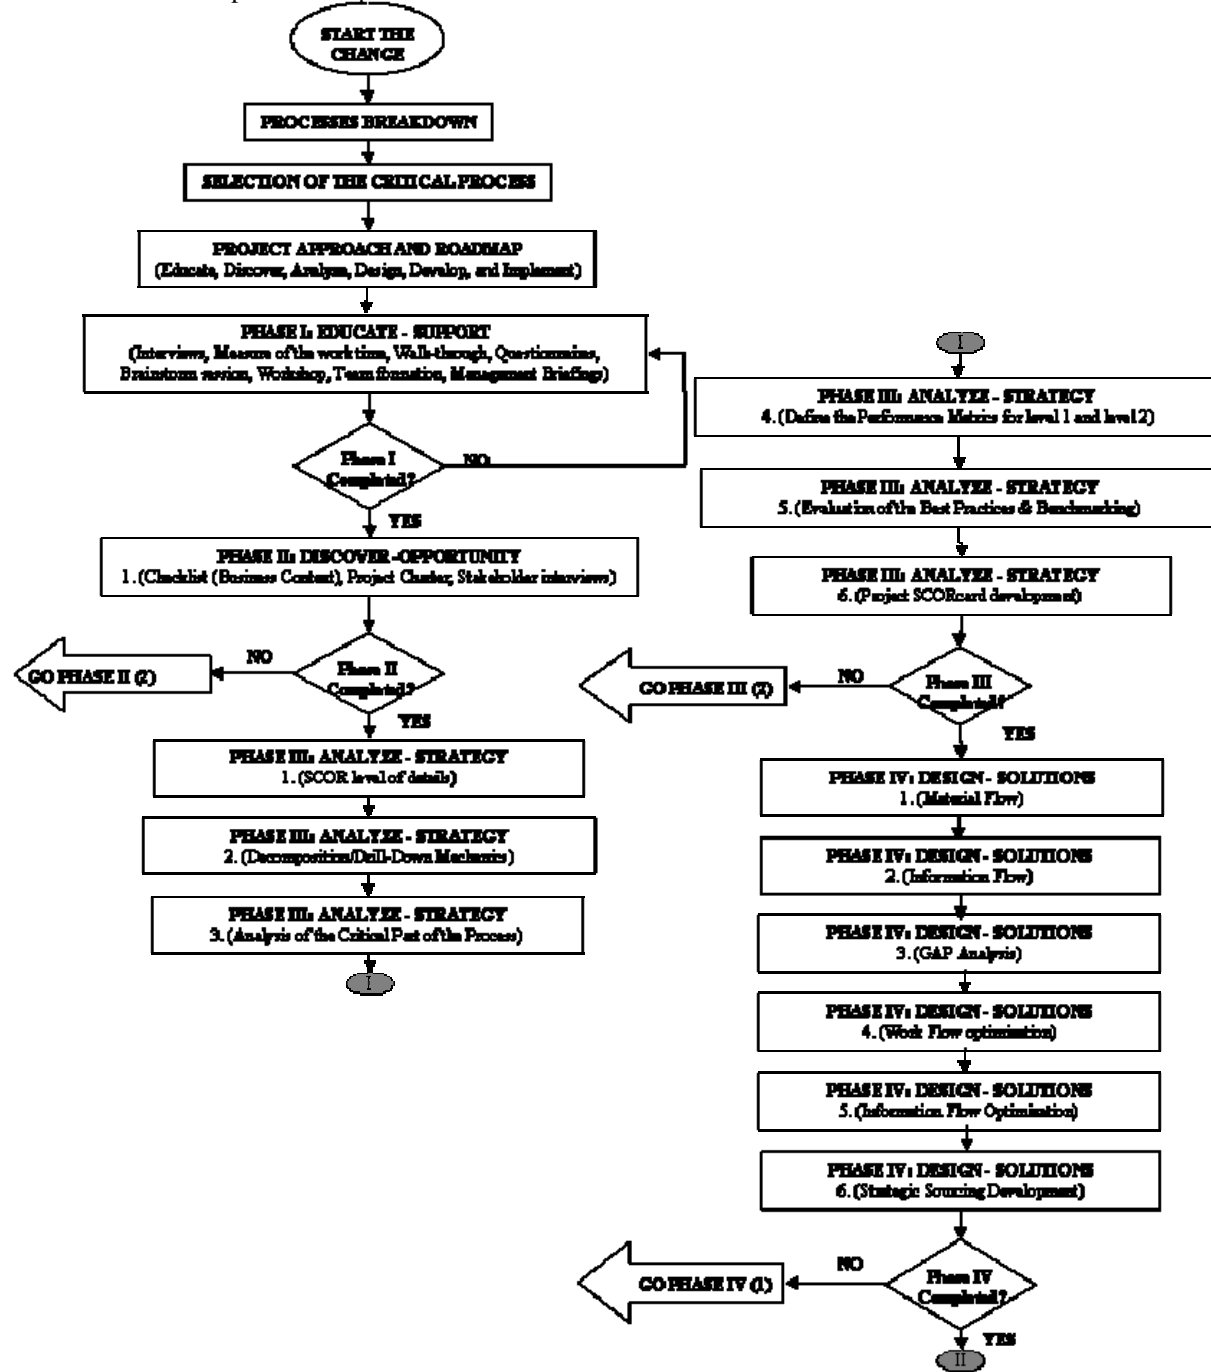 START THE
CHANGE
PROCESSES BREAKDOWN
SELECTION OF THE CRITICAL PROCESS
PROJECT APPROACH AND ROADMAP
(Educate, Discover, Analyze, Design, Develop, and Implement)
PHASE I: EDUCATE - SUPPORT
(Interviews, Measure of the work time, Walk-through, Questionnaires,
Brainstorm session, Workshop, Team formation, Management Briefings)
Phase I
Completed?
NO
YES
PHASE II: DISCOVER -OPPORTUNITY
1. (Checklist (Business Context), Project Charter, Stakeholder interviews)
NO
GO PHASE II (2)
Phase II
Completed?
YES
PHASE III: ANALYZE - STRATEGY
1. (SCOR level of details)
PHASE III: ANALYZE - STRATEGY
2. (Decomposition/Drill-Down Mechanics)
PHASE III: ANALYZE - STRATEGY
3. (Analysis of the Critical Part of the Process)
I
I
PHASE III: ANALYZE - STRATEGY
4. (Define the Performance Metrics for level 1 and level 2)
PHASE III: ANALYZE - STRATEGY
5. (Evaluation of the Best Practices & Benchmarking)
PHASE III: ANALYZE - STRATEGY
6. (Project SCORcard development)
NO
GO PHASE III (2)
Phase III
Completed?
YES
PHASE IV: DESIGN - SOLUTIONS
1. (Material Flow)
PHASE IV: DESIGN - SOLUTIONS
2. (Information Flow)
PHASE IV: DESIGN - SOLUTIONS
3. (GAP Analysis)
PHASE IV: DESIGN - SOLUTIONS
4. (Work Flow optimization)
PHASE IV: DESIGN - SOLUTIONS
5. (Information Flow Optimization)
PHASE IV: DESIGN - SOLUTIONS
6. (Strategic Sourcing Development)
NO
GO PHASE IV (1)
Phase IV
Completed?
YES
II